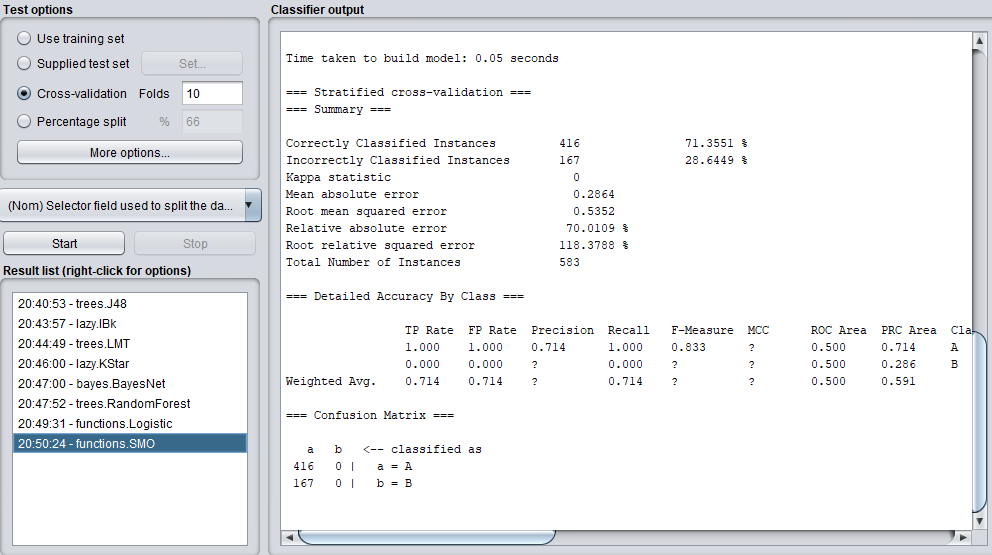 Test options
Use training set
Supplied test set Set...
Cross-validation Folds 10
Percentage split % 66
More options...
(Nom) Selector field used to split the da...
Start Stop
Result list (right-click for options)
20:40:53 - trees.J48
20:43:57 - lazy.IBk
20:44:49 - trees.LMT
20:46:00 - lazy.KStar
20:47:00 - bayes.BayesNet
20:47:52 - trees.RandomForest
20:49:31 - functions.Logistic
20:50:24 - functions.SMO
Classifier output
Time taken to build model: 0.05 seconds
=== Stratified cross-validation ===
=== Summary ===
Correctly Classified Instances 416 71.3551 %
Incorrectly Classified Instances 167 28.6449 %
Kappa statistic 0
Mean absolute error 0.2864
Root mean squared error 0.5352
Relative absolute error 70.0109 %
Root relative squared error 118.3788 %
Total Number of Instances 583
=== Detailed Accuracy By Class ===
TP Rate FP Rate Precision Recall F-Measure MCC ROC Area PRC Area Cla
1.000 1.000 0.714 1.000 0.833 ? 0.500 0.714 A
0.000 0.000 ? 0.000 ? ? 0.500 0.286 B
Weighted Avg. 0.714 0.714 ? 0.714 ? ? 0.500 0.591
=== Confusion Matrix ===
a b <-- classified as
416 0 | a = A
167 0 | b = B